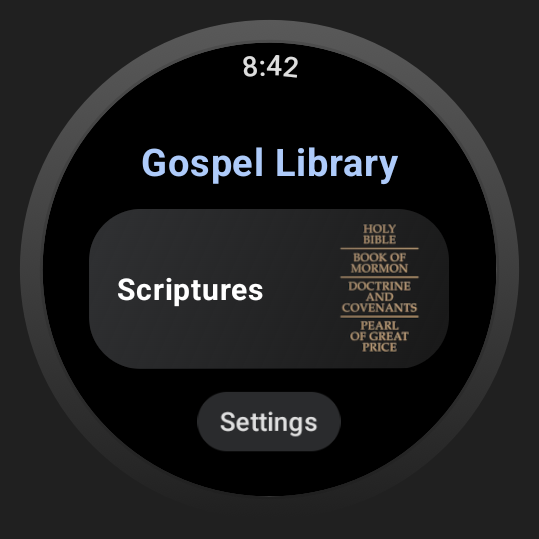 8:42
Gospel Library
Scriptures
HOLY
BIBLE
BOOK OF
MORMON
DOCTRINE
AND
COVENANTS
PEARL
OF GREAT
PRICE
Settings